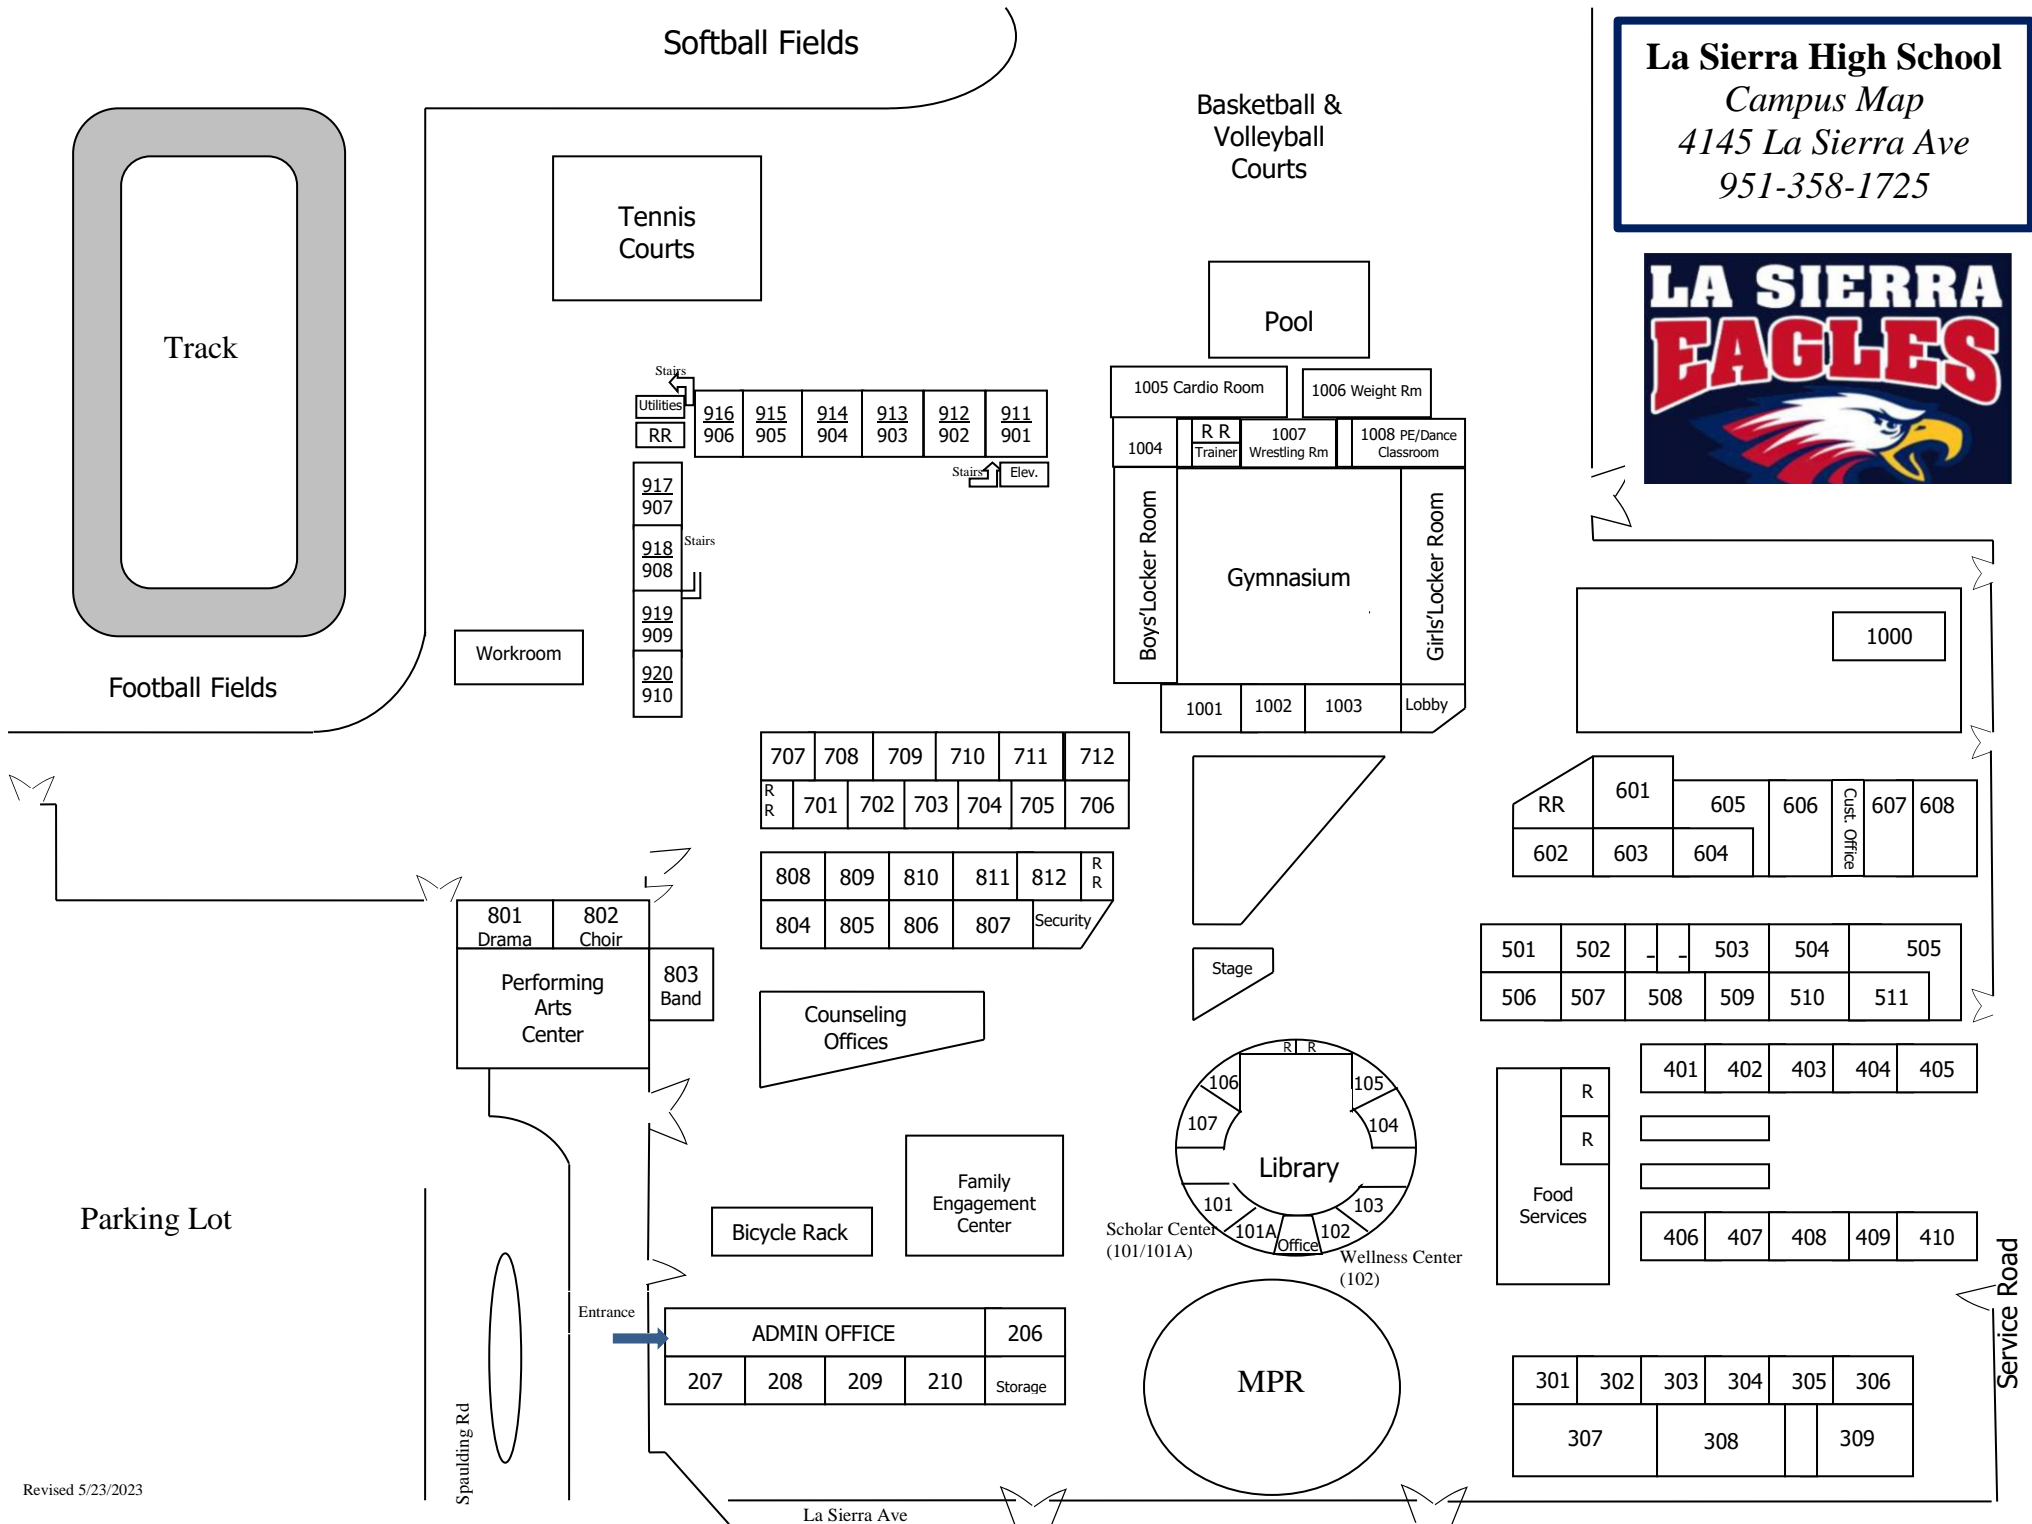 Softball Fields
La Sierra High School
Campus Map
4145 La Sierra Ave
951-358-1725
Basketball &
Volleyball
Courts
Tennis
Courts
LA SIERRA
EAGLES
Pool
Track
Stairs
Utilities
RR
916 915 914 913 912 911
906 905 904 903 902 901
Stairs
Elev.
1005 Cardio Room
1006 Weight Rm
1004
R R
Trainer
1007
Wrestling Rm
1008 PE/Dance
Classroom
917
907
918
908
Stairs
919
909
920
910
Boys'Locker Room
Gymnasium
Girls'Locker Room
1000
Workroom
Football Fields
1001
1002
1003
Lobby
707 708 709 710 711 712
R
R
701 702 703 704 705 706
RR
601
605
606
Cust. Office
607
608
602 603 604
808 809 810 811 812
R
R
804 805 806 807
Security
801
Drama
802
Choir
803
Band
Performing
Arts
Center
Counseling
Offices
Stage
501 502 - - 503 504 505
506 507 508 509 510 511
R R
106
105
107
104
Library
101
103
101A
Office
102
Scholar Center
(101/101A)
Wellness Center
(102)
401 402 403 404 405
R
R
Food
Services
406 407 408 409 410
Family
Engagement
Center
Bicycle Rack
Parking Lot
Service Road
Entrance
ADMIN OFFICE
206
207 208 209 210
Storage
MPR
301 302 303 304 305 306
307 308 309
Spaulding Rd
Revised 5/23/2023
La Sierra Ave